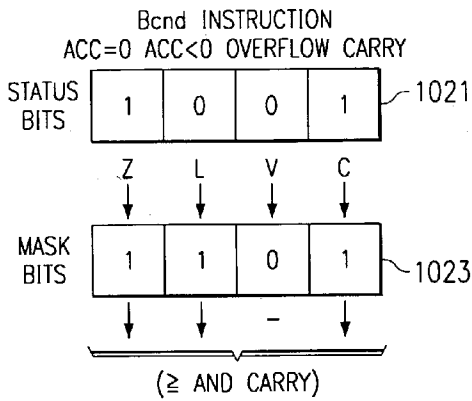 Bcnd INSTRUCTION
ACC=0 ACC<0 OVERFLOW CARRY
STATUS BITS 1 0 0 1 1021
Z L V C
MASK BITS 1 1 0 1 1023
-
(≧ AND CARRY)